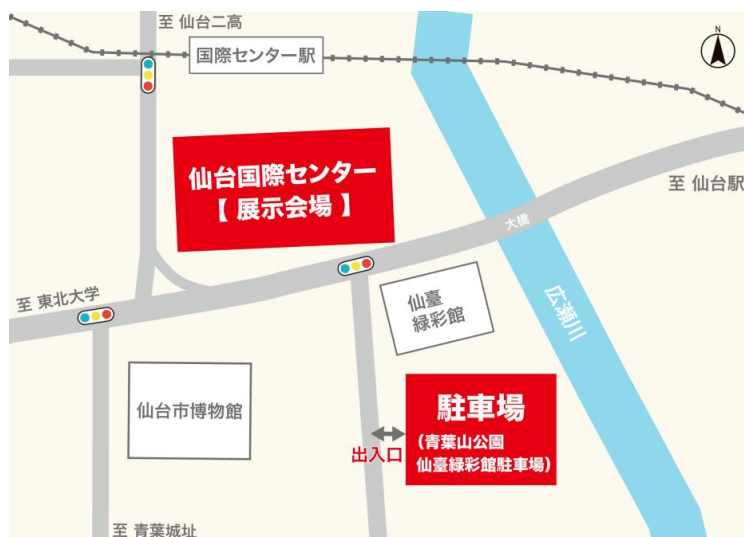 至 仙台二高
国際センター駅
N
仙台国際センター
【 展示会場 】
至 仙台駅
大橋
至 東北大学
仙臺
緑彩館
広瀬川
仙台市博物館
駐車場
(青葉山公園
仙臺緑彩館駐車場)
出入口
至 青葉城址